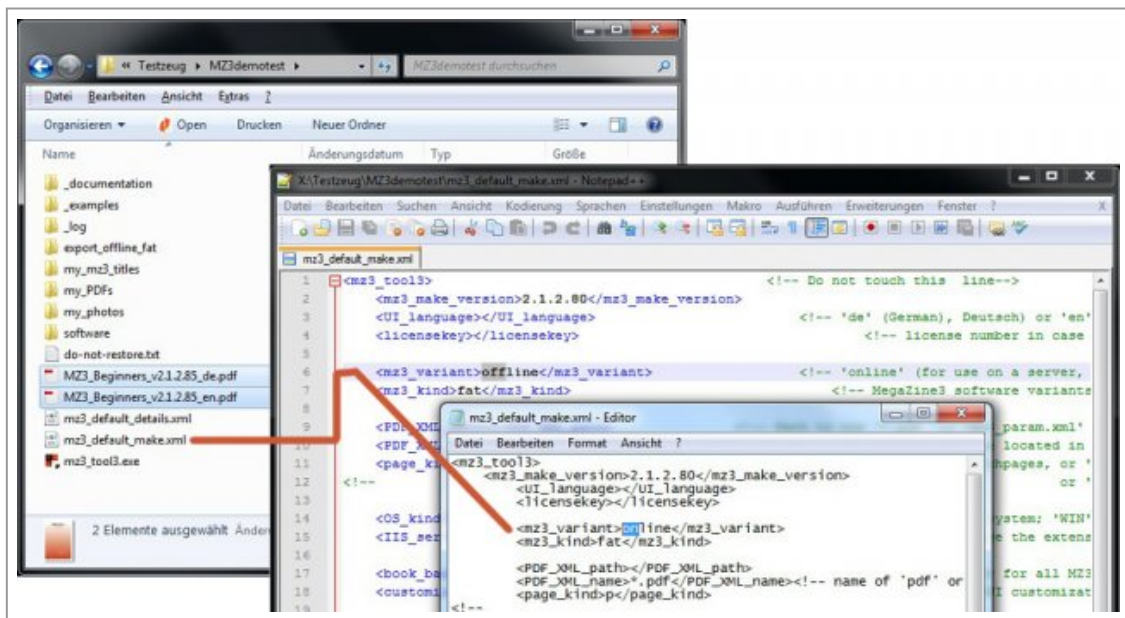 « Testzeug ▸ MZ3demotest ▸
MZ3demotest durchsuchen
Datei Bearbeiten Ansicht Extras ?
Organisieren Open Drucken Neuer Ordner
Name Änderungsdatum Typ Größe
_documentation
_examples
_log
export_offline_fat
my_mz3_titles
my_PDFs
my_photos
software
do-not-restore.txt
MZ3_Beginners_v2.1.2.85_de.pdf
MZ3_Beginners_v2.1.2.85_en.pdf
mz3_default_details.xml
mz3_default_make.xml
mz3_tool3.exe
2 Elemente ausgewählt
X:\Testzeug\MZ3demotest\mz3_default_make.xml - Notepad++
Datei Bearbeiten Suchen Ansicht Kodierung Sprachen Einstellungen Makro Ausführen Erweiterungen Fenster ? X
mz3_default_make.xml
1 <mz3_tool3> <!-- Do not touch this line-->
2 <mz3_make_version>2.1.2.80</mz3_make_version>
3 <UI_language></UI_language> <!-- 'de' (German), Deutsch) or 'en'
4 <licensekey></licensekey> <!-- license number in case
5
6 <mz3_variant>offline</mz3_variant> <!-- 'online' (for use on a server,
7 <mz3_kind>fat</mz3_kind> <!-- MegaZine3 software variants
8
9 <PDF_XML _param.xml'
10 <PDF_XML located in
11 <page_ki hpages, or '
12 <!-- or '
13
14 <OS_kind ystem; 'WIN'
15 <IIS_ser e the extens
16
17 <book_ba for all MZ3
18 <customi I customizat
19
mz3_default_make.xml - Editor
Datei Bearbeiten Format Ansicht ?
<mz3_tool3>
<mz3_make_version>2.1.2.80</mz3_make_version>
<UI_language></UI_language>
<licensekey></licensekey>
<mz3_variant>online</mz3_variant>
<mz3_kind>fat</mz3_kind>
<PDF_XML_path></PDF_XML_path>
<PDF_XML_name>*.pdf</PDF_XML_name><!-- name of 'pdf' or
<page_kind>p</page_kind>
<!--